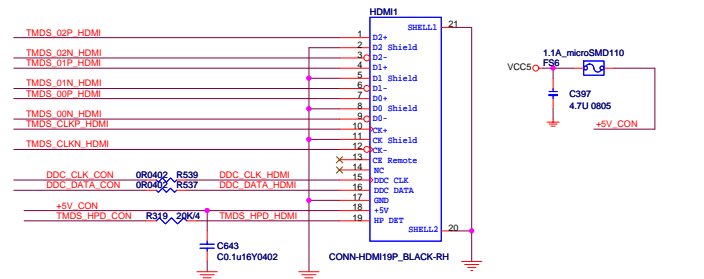 HDMI1
SHELL1 21
TMDS_02P_HDMI 1 D2+
2 D2 Shield
TMDS_02N_HDMI 3 D2-
TMDS_01P_HDMI 4 D1+
5 D1 Shield
TMDS_01N_HDMI 6 D1-
TMDS_00P_HDMI 7 D0+
8 D0 Shield
TMDS_00N_HDMI 9 D0-
TMDS_CLKP_HDMI 10 CK+
11 CK Shield
TMDS_CLKN_HDMI 12 CK-
13 CE Remote
14 NC
DDC_CLK_CON 0R0402 R539 DDC_CLK_HDMI 15 DDC CLK
DDC_DATA_CON 0R0402 R537 DDC_DATA_HDMI 16 DDC DATA
17 GND
+5V_CON 18 +5V
TMDS_HPD_CON R319 20K/4 TMDS_HPD_HDMI 19 HP DET
SHELL2 20
C643
C0.1u16Y0402
CONN-HDMI19P_BLACK-RH
1.1A_microSMD110
FS6
VCC5
C397
4.7U 0805
+5V_CON